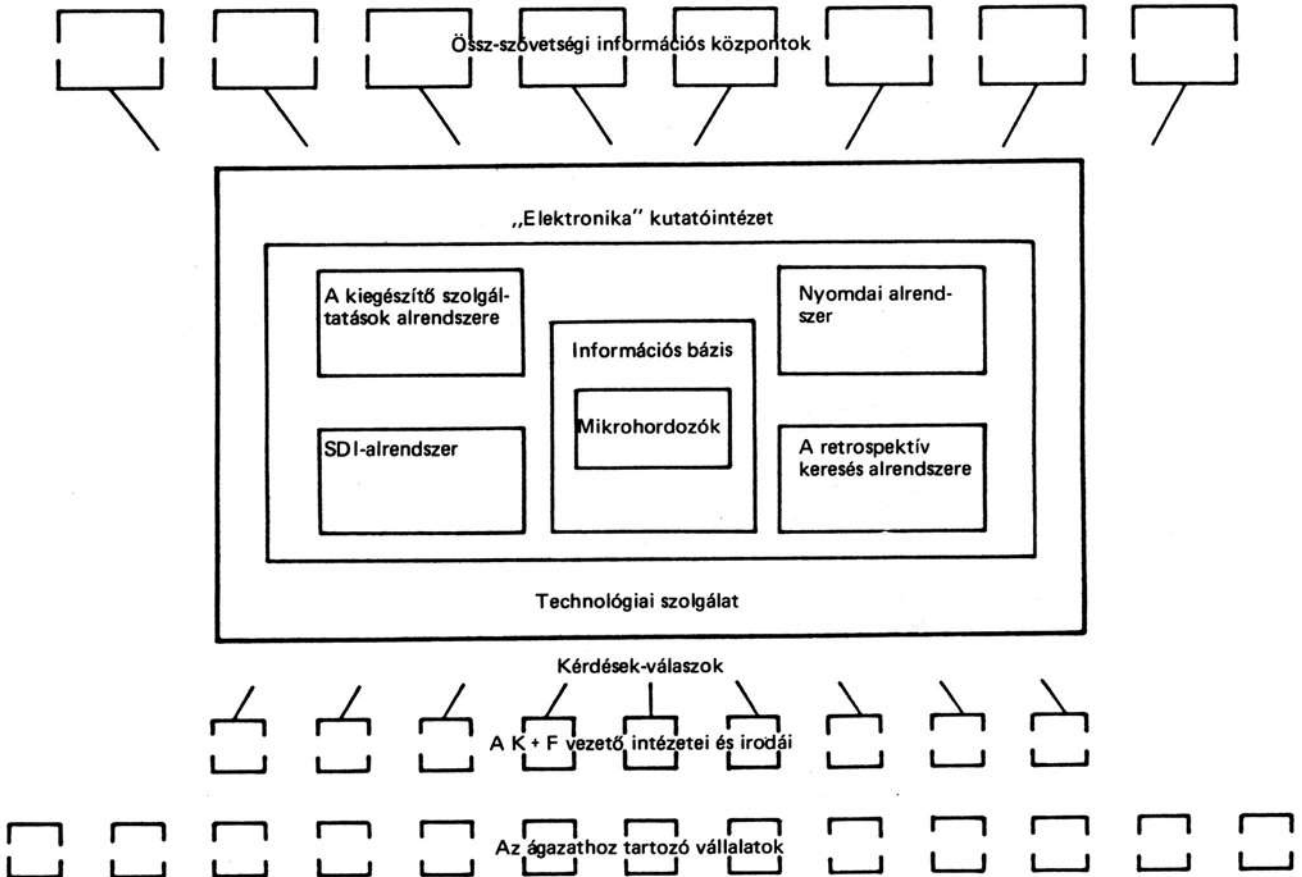 Össz-szövetségi információs központok
„Elektronika” kutatóintézet
A kiegészítő szolgál-
tatások alrendszere
Nyomdai alrend-
szer
Információs bázis
Mikrohordozók
SDI-alrendszer
A retrospektív
keresés alrendszere
Technológiai szolgálat
Kérdések-válaszok
A K + F vezető intézetei és irodái
Az ágazathoz tartozó vállalatok